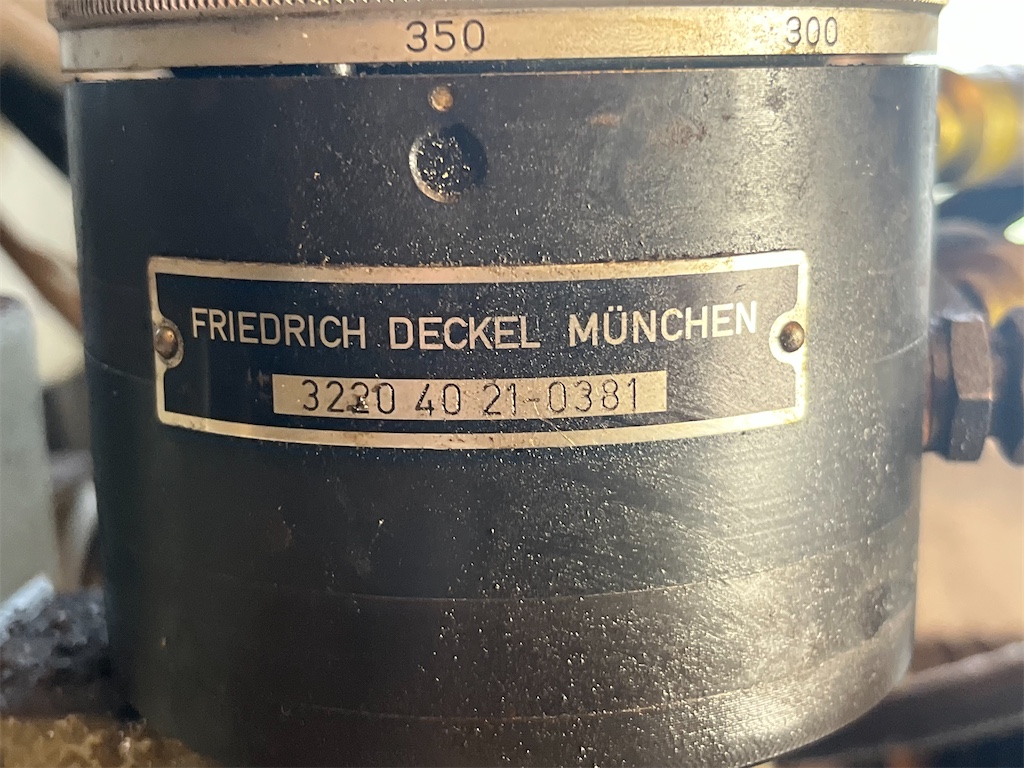 350 300
FRIEDRICH DECKEL MÜNCHEN
3220 40 21-0381